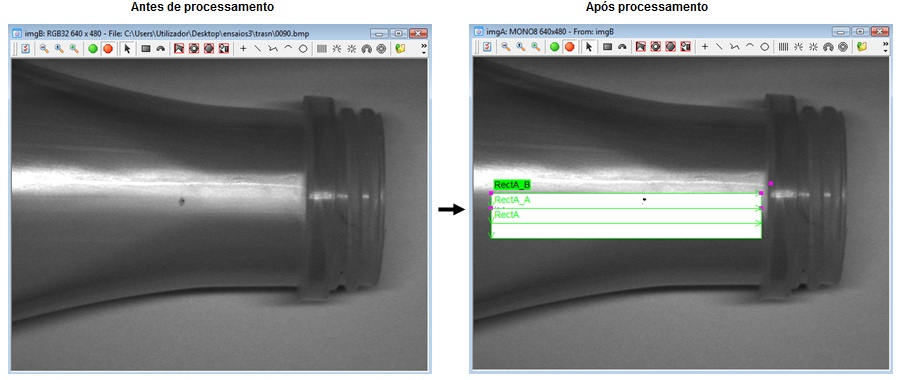 Antes de processamento
Após processamento
imgB: RGB32 640 x 480 - File: C:\Users\Utilizador\Desktop\ensaios3\trasn\0090.bmp
imgA: MONO8 640x480 - From: imgB
RectA_B
RectA_A
RectA